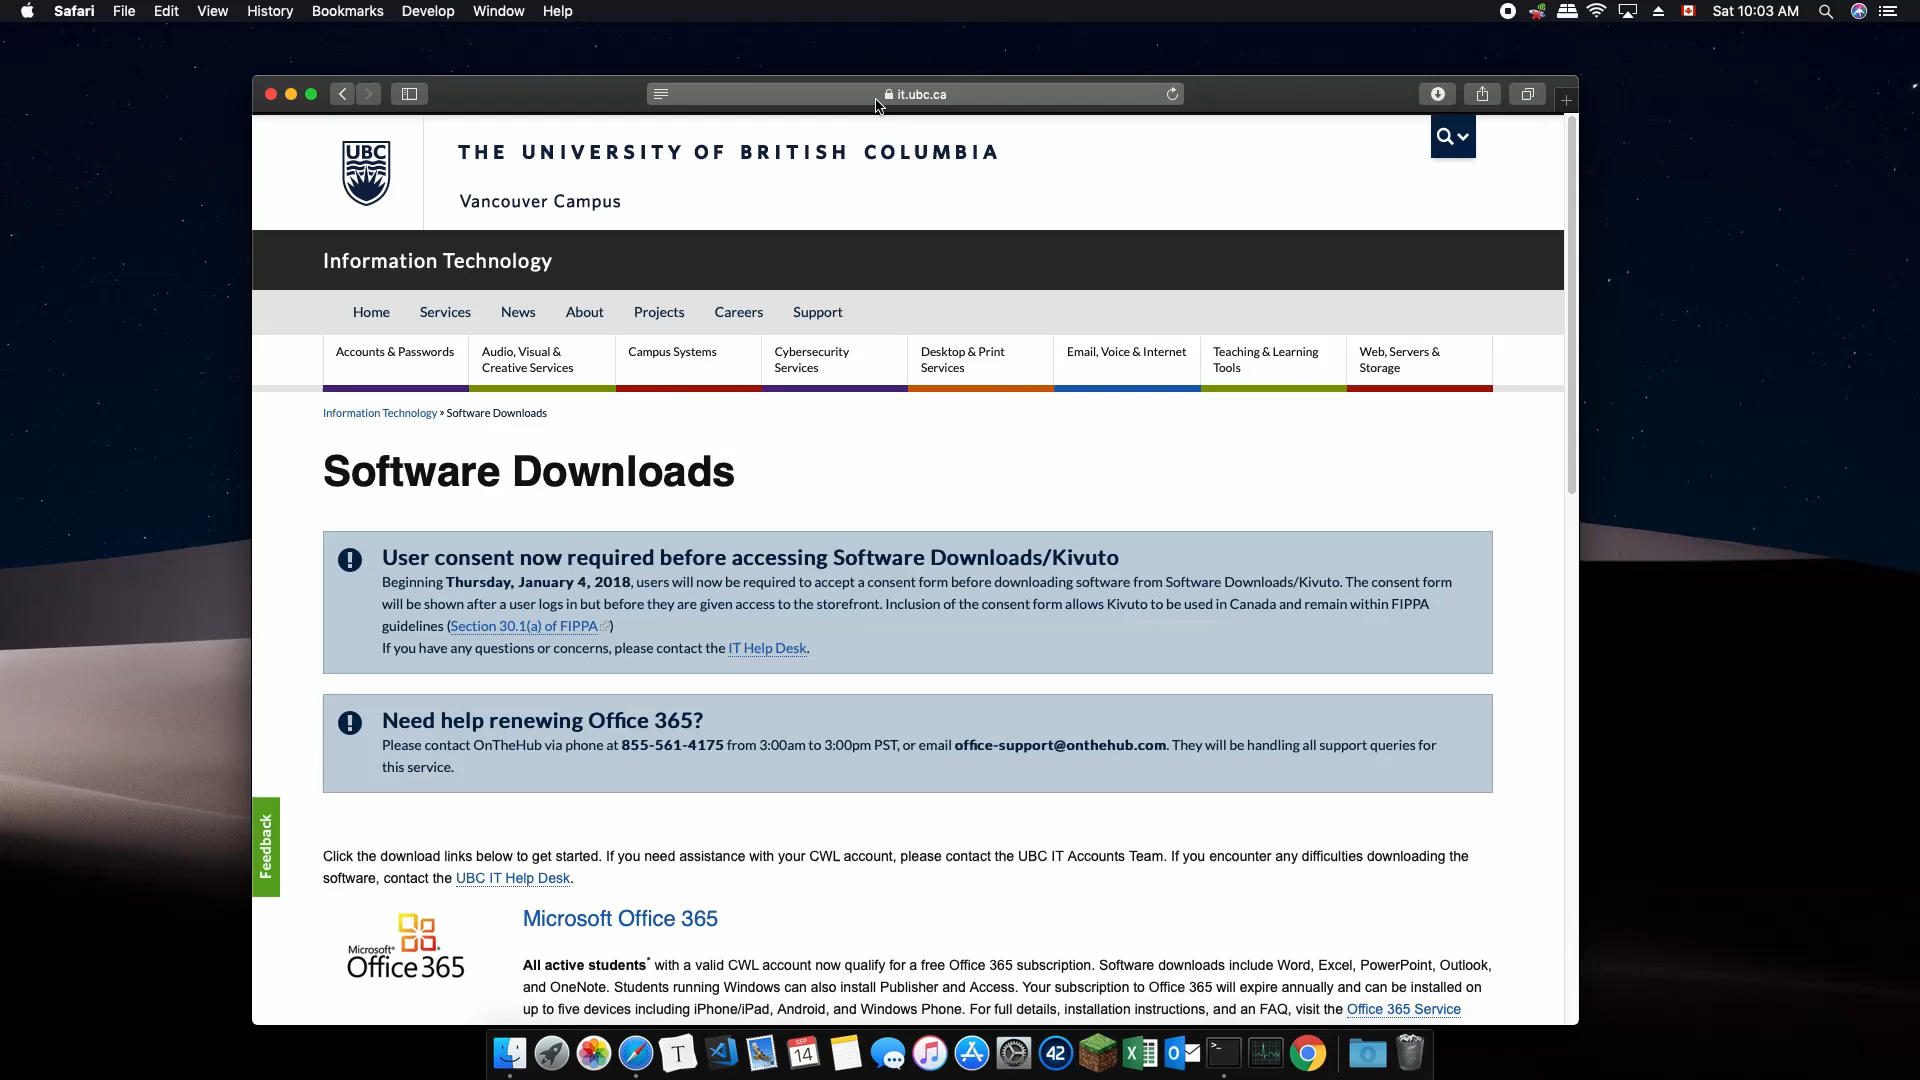 Safari File Edit View History Bookmarks Develop Window Help
Sat 10:03 AM
it.ubc.ca
UBC
THE UNIVERSITY OF BRITISH COLUMBIA
Vancouver Campus
Information Technology
Home Services News About Projects Careers Support
Accounts & Passwords
Audio, Visual &
Creative Services
Campus Systems
Cybersecurity
Services
Desktop & Print
Services
Email, Voice & Internet
Teaching & Learning
Tools
Web, Servers &
Storage
Information Technology » Software Downloads
Software Downloads
User consent now required before accessing Software Downloads/Kivuto
Beginning Thursday, January 4, 2018, users will now be required to accept a consent form before downloading software from Software Downloads/Kivuto. The consent form
will be shown after a user logs in but before they are given access to the storefront. Inclusion of the consent form allows Kivuto to be used in Canada and remain within FIPPA
guidelines (Section 30.1(a) of FIPPA)
If you have any questions or concerns, please contact the IT Help Desk.
Need help renewing Office 365?
Please contact OnTheHub via phone at 855-561-4175 from 3:00am to 3:00pm PST, or email office-support@onthehub.com. They will be handling all support queries for
this service.
Feedback
Click the download links below to get started. If you need assistance with your CWL account, please contact the UBC IT Accounts Team. If you encounter any difficulties downloading the
software, contact the UBC IT Help Desk.
Microsoft®
Office 365
Microsoft Office 365
All active students* with a valid CWL account now qualify for a free Office 365 subscription. Software downloads include Word, Excel, PowerPoint, Outlook,
and OneNote. Students running Windows can also install Publisher and Access. Your subscription to Office 365 will expire annually and can be installed on
up to five devices including iPhone/iPad, Android, and Windows Phone. For full details, installation instructions, and an FAQ, visit the Office 365 Service
T
SEP
14
42